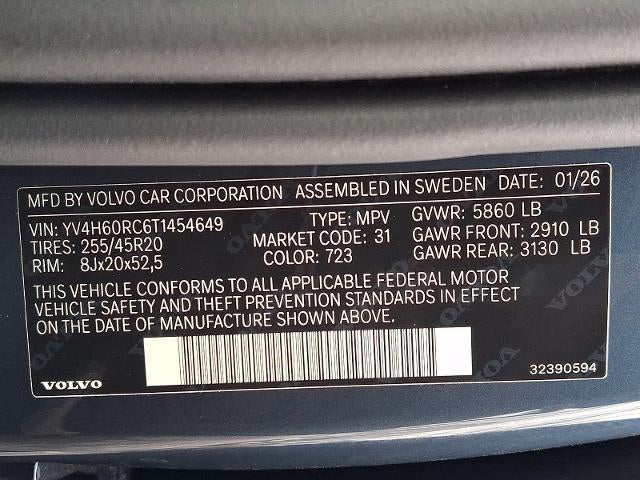 MFD BY VOLVO CAR CORPORATION ASSEMBLED IN SWEDEN DATE: 01/26
VIN: YV4H60RC6T1454649 TYPE: MPV GVWR: 5860 LB
TIRES: 255/45R20 MARKET CODE: 31 GAWR FRONT: 2910 LB
RIM: 8Jx20x52,5 COLOR: 723 GAWR REAR: 3130 LB
THIS VEHICLE CONFORMS TO ALL APPLICABLE FEDERAL MOTOR
VEHICLE SAFETY AND THEFT PREVENTION STANDARDS IN EFFECT
ON THE DATE OF MANUFACTURE SHOWN ABOVE.
VOLVO 32390594